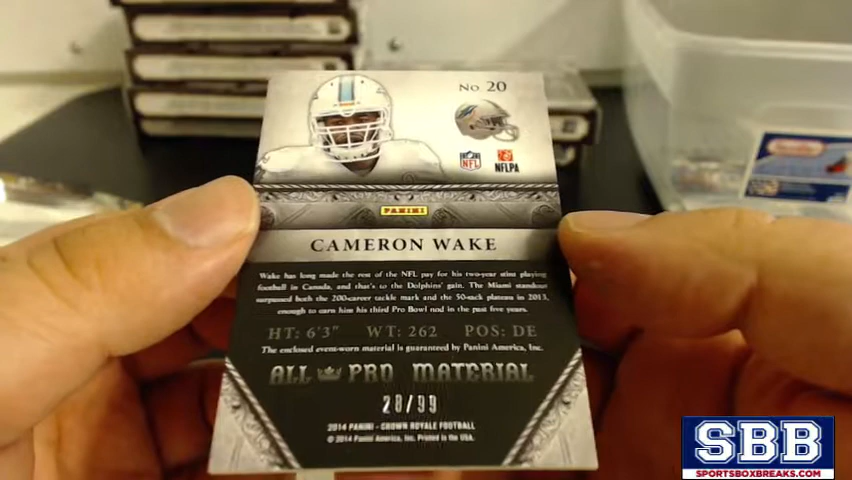 No 20
NFL
NFLPA
PANINI
CAMERON WAKE
Wake has long made the rest of the NFL pay for his two-year stint playing
football in Canada, and that's to the Dolphins' gain. The Miami standout
surpassed both the 200-career tackle mark and the 50-sack plateau in 2013,
enough to earn him his third Pro Bowl nod in the past five years.
HT: 6'3" WT: 262 POS: DE
The enclosed event-worn material is guaranteed by Panini America, Inc.
ALL PRO MATERIAL
28/99
2014 PANINI - CROWN ROYALE FOOTBALL
© 2014 Panini America, Inc. Printed in the USA.
SBB
SPORTSBOXBREAKS.COM